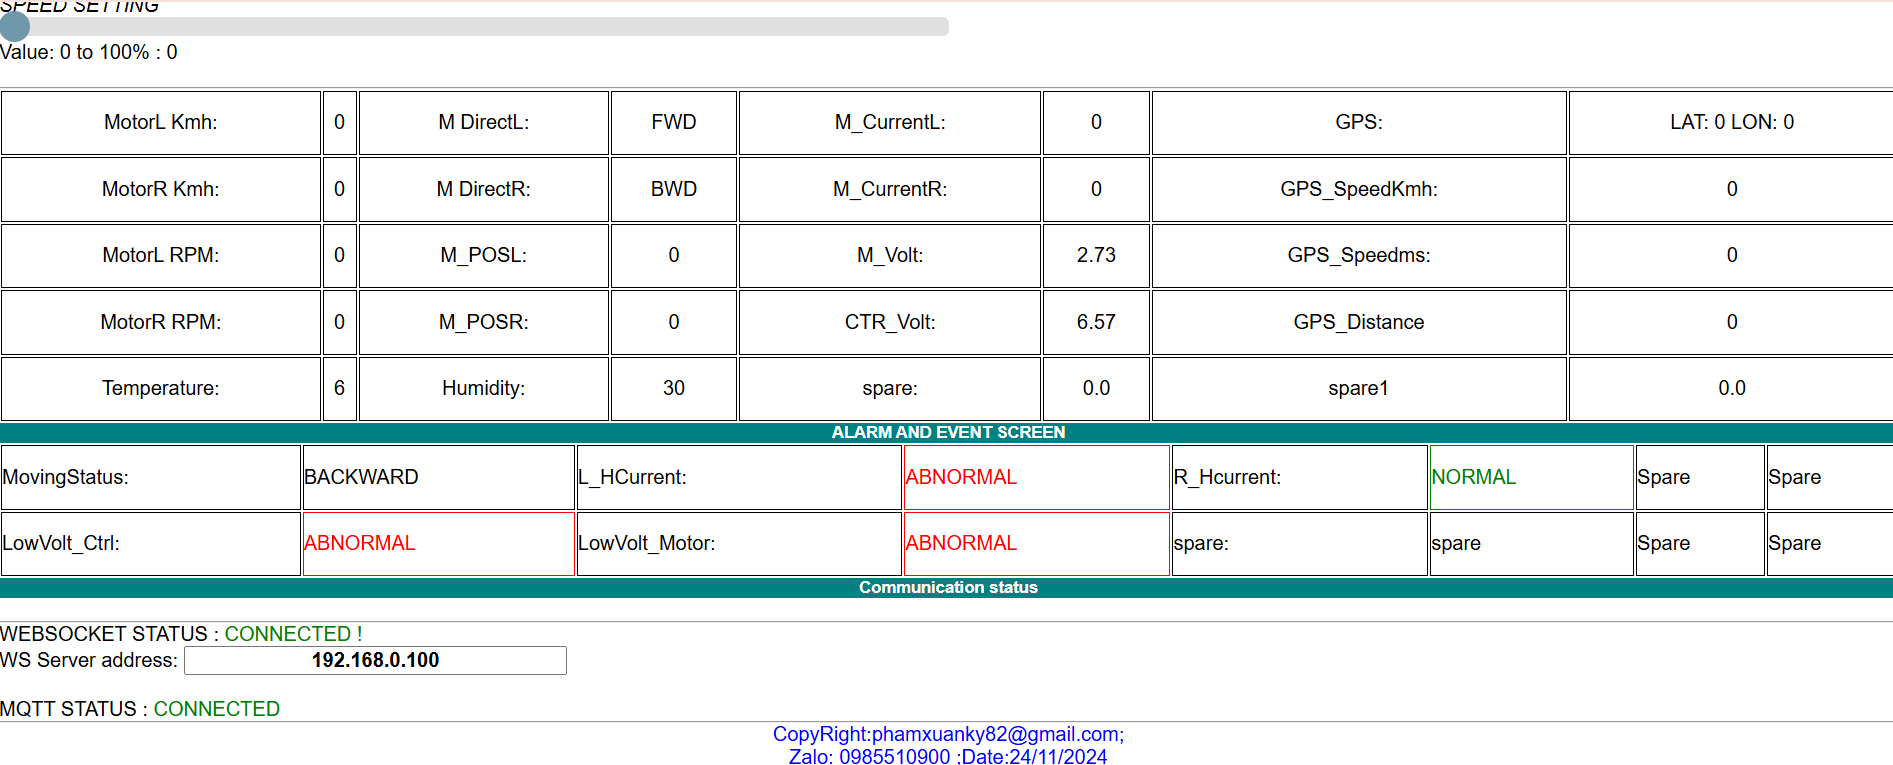 SPEED SETTING
Value: 0 to 100% : 0
MotorL Kmh: 0 M DirectL: FWD M_CurrentL: 0 GPS: LAT: 0 LON: 0
MotorR Kmh: 0 M DirectR: BWD M_CurrentR: 0 GPS_SpeedKmh: 0
MotorL RPM: 0 M_POSL: 0 M_Volt: 2.73 GPS_Speedms: 0
MotorR RPM: 0 M_POSR: 0 CTR_Volt: 6.57 GPS_Distance 0
Temperature: 6 Humidity: 30 spare: 0.0 spare1 0.0
ALARM AND EVENT SCREEN
MovingStatus: BACKWARD L_HCurrent: ABNORMAL R_Hcurrent: NORMAL Spare Spare
LowVolt_Ctrl: ABNORMAL LowVolt_Motor: ABNORMAL spare: spare Spare Spare
Communication status
WEBSOCKET STATUS : CONNECTED !
WS Server address: 192.168.0.100
MQTT STATUS : CONNECTED
CopyRight:phamxuanky82@gmail.com;
Zalo: 0985510900 ;Date:24/11/2024